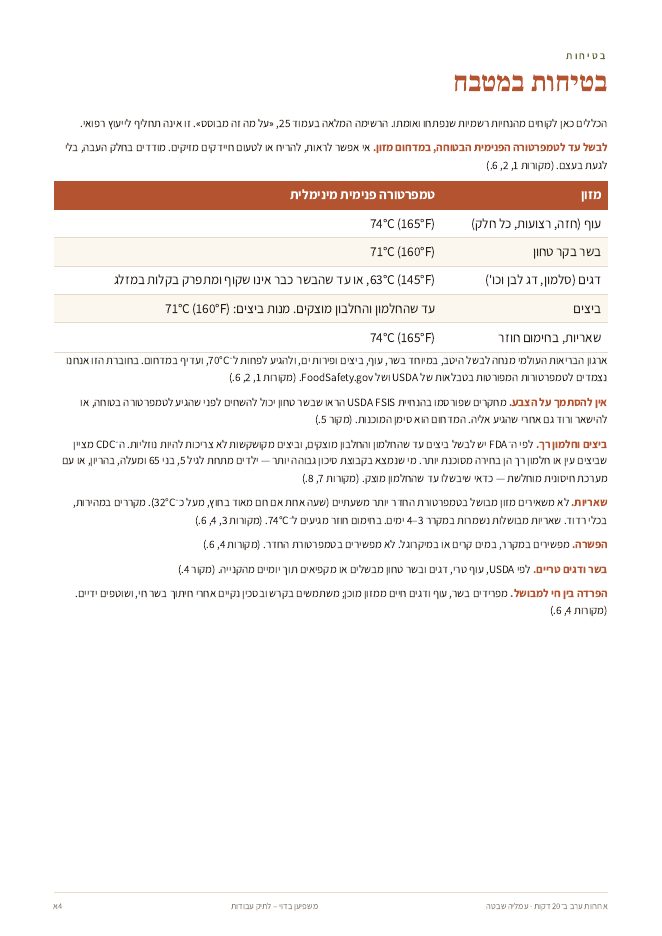 בטיחות
בטיחות במטבח
הכללים כאן לקוחים מהנחיות רשמיות שנפתחו ואומתו. הרשימה המלאה בעמוד 25, «על מה זה מבוסס». זו אינה תחליף לייעוץ רפואי.
לבשל עד לטמפרטורה הפנימית הבטוחה, במדחום מזון. אי אפשר לראות, להריח או לטעום חיידקים מזיקים. מודדים בחלק העבה, בלי
לגעת בעצם. (מקורות 1, 2, 6.)
מזון טמפרטורה פנימית מינימלית
עוף (חזה, רצועות, כל חלק) 74°C (165°F)
בשר בקר טחון 71°C (160°F)
דגים (סלמון, דג לבן וכו') 63°C (145°F), או עד שהבשר כבר אינו שקוף ומתפרק בקלות במזלג
ביצים עד שהחלמון והחלבון מוצקים. מנות ביצים: 71°C (160°F)
שאריות, בחימום חוזר 74°C (165°F)
ארגון הבריאות העולמי מנחה לבשל היטב, במיוחד בשר, עוף, ביצים ופירות ים, ולהגיע לפחות ל־70°C, ועדיף במדחום. בחוברת הזו אנחנו
נצמדים לטמפרטורות המפורטות בטבלאות של USDA ושל FoodSafety.gov. (מקורות 1, 2, 6.)
אין להסתמך על הצבע. מחקרים שפורסמו בהנחיית USDA FSIS הראו שבשר טחון יכול להשחים לפני שהגיע לטמפרטורה בטוחה, או
להישאר ורוד גם אחרי שהגיע אליה. המדחום הוא סימן המוכנות. (מקור 5.)
ביצים וחלמון רך. לפי ה־FDA יש לבשל ביצים עד שהחלמון והחלבון מוצקים, וביצים מקושקשות לא צריכות להיות נוזליות. ה־CDC מציין
שביצים עין או חלמון רך הן בחירה מסוכנת יותר. מי שנמצא בקבוצת סיכון גבוהה יותר — ילדים מתחת לגיל 5, בני 65 ומעלה, בהריון, או עם
מערכת חיסונית מוחלשת — כדאי שיבשלו עד שהחלמון מוצק. (מקורות 7, 8.)
שאריות. לא משאירים מזון מבושל בטמפרטורת החדר יותר משעתיים (שעה אחת אם חם מאוד בחוץ, מעל כ־32°C). מקררים במהירות,
בכלי רדוד. שאריות מבושלות נשמרות במקרר 3–4 ימים. בחימום חוזר מגיעים ל־74°C. (מקורות 3, 4, 6.)
הפשרה. מפשירים במקרר, במים קרים או במיקרוגל. לא מפשירים בטמפרטורת החדר. (מקורות 4, 6.)
בשר ודגים טריים. לפי USDA, עוף טרי, דגים ובשר טחון מבשלים או מקפיאים תוך יומיים מהקנייה. (מקור 4.)
הפרדה בין חי למבושל. מפרידים בשר, עוף ודגים חיים ממזון מוכן; משתמשים בקרש ובסכין נקיים אחרי חיתוך בשר חי, ושוטפים ידיים.
(מקורות 4, 6.)
ארוחות ערב ב־20 דקות · עמליה שבטה משפיען בדוי – לתיק עבודות 4א